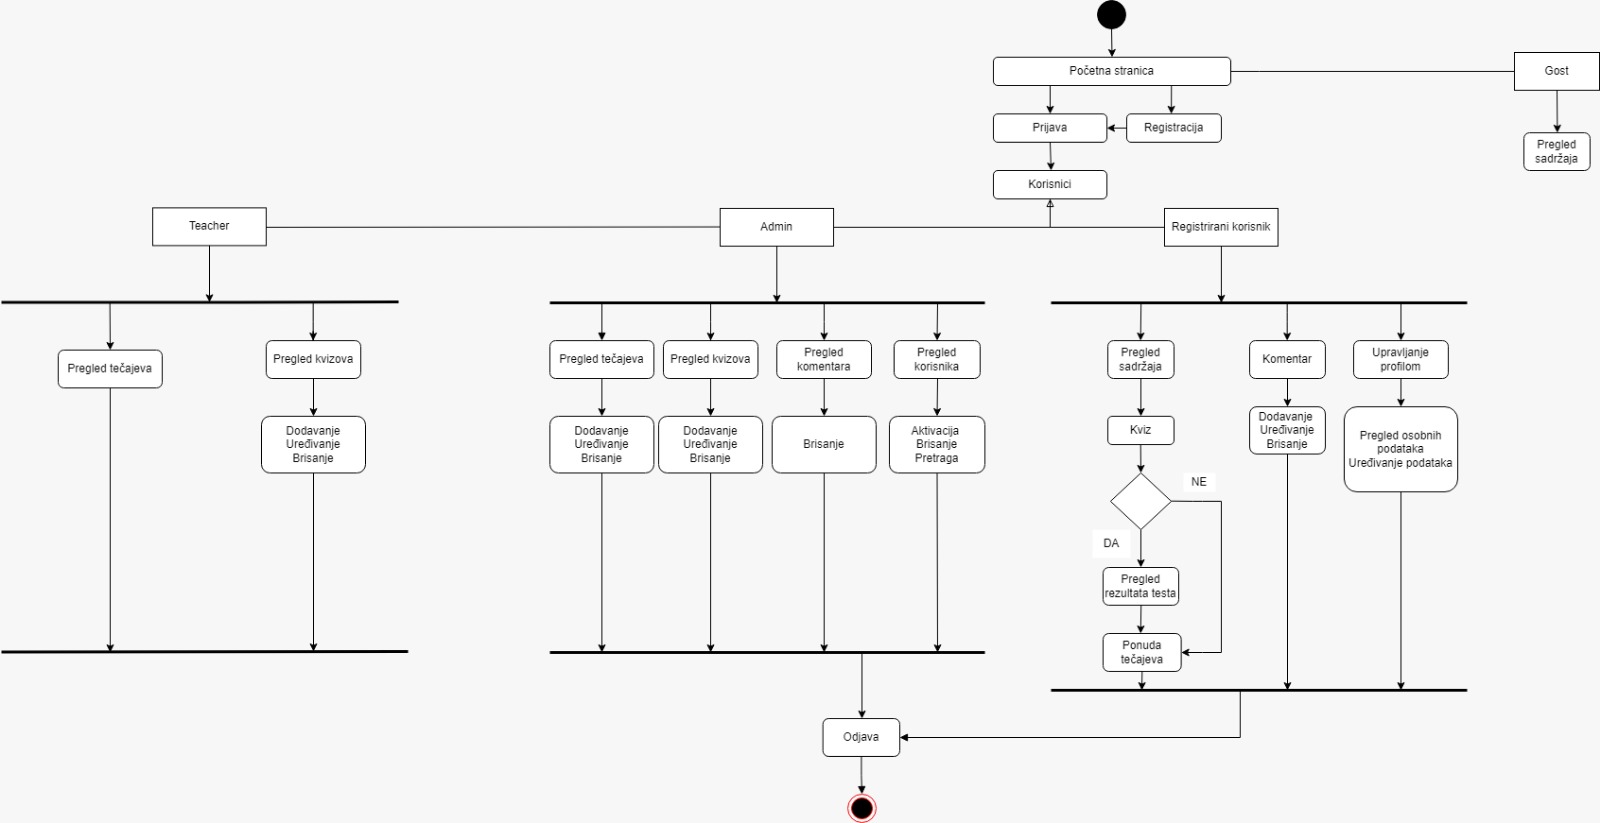 Početna stranica
Gost
Prijava
Registracija
Pregled
sadržaja
Korisnici
Teacher
Admin
Registrirani korisnik
Pregled tečajeva
Pregled kvizova
Dodavanje
Uređivanje
Brisanje
Pregled tečajeva
Pregled kvizova
Pregled
komentara
Pregled
korisnika
Dodavanje
Uređivanje
Brisanje
Dodavanje
Uređivanje
Brisanje
Brisanje
Aktivacija
Brisanje
Pretraga
Pregled
sadržaja
Komentar
Upravljanje
profilom
Kviz
Dodavanje
Uređivanje
Brisanje
Pregled osobnih
podataka
Uređivanje podataka
NE
DA
Pregled
rezultata testa
Ponuda
tečajeva
Odjava